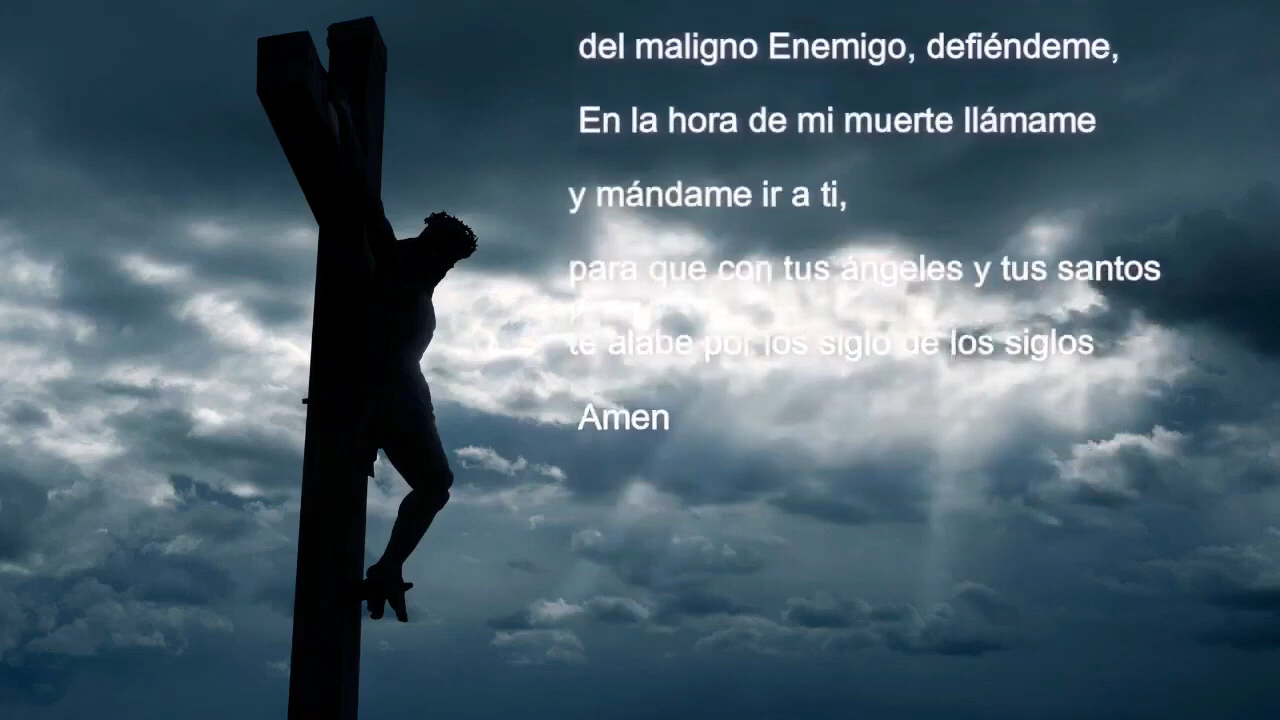 del maligno Enemigo, defiéndeme,
En la hora de mi muerte llámame
y mándame ir a ti,
para que con tus ángeles y tus santos
te alabe por los siglo de los siglos
Amen